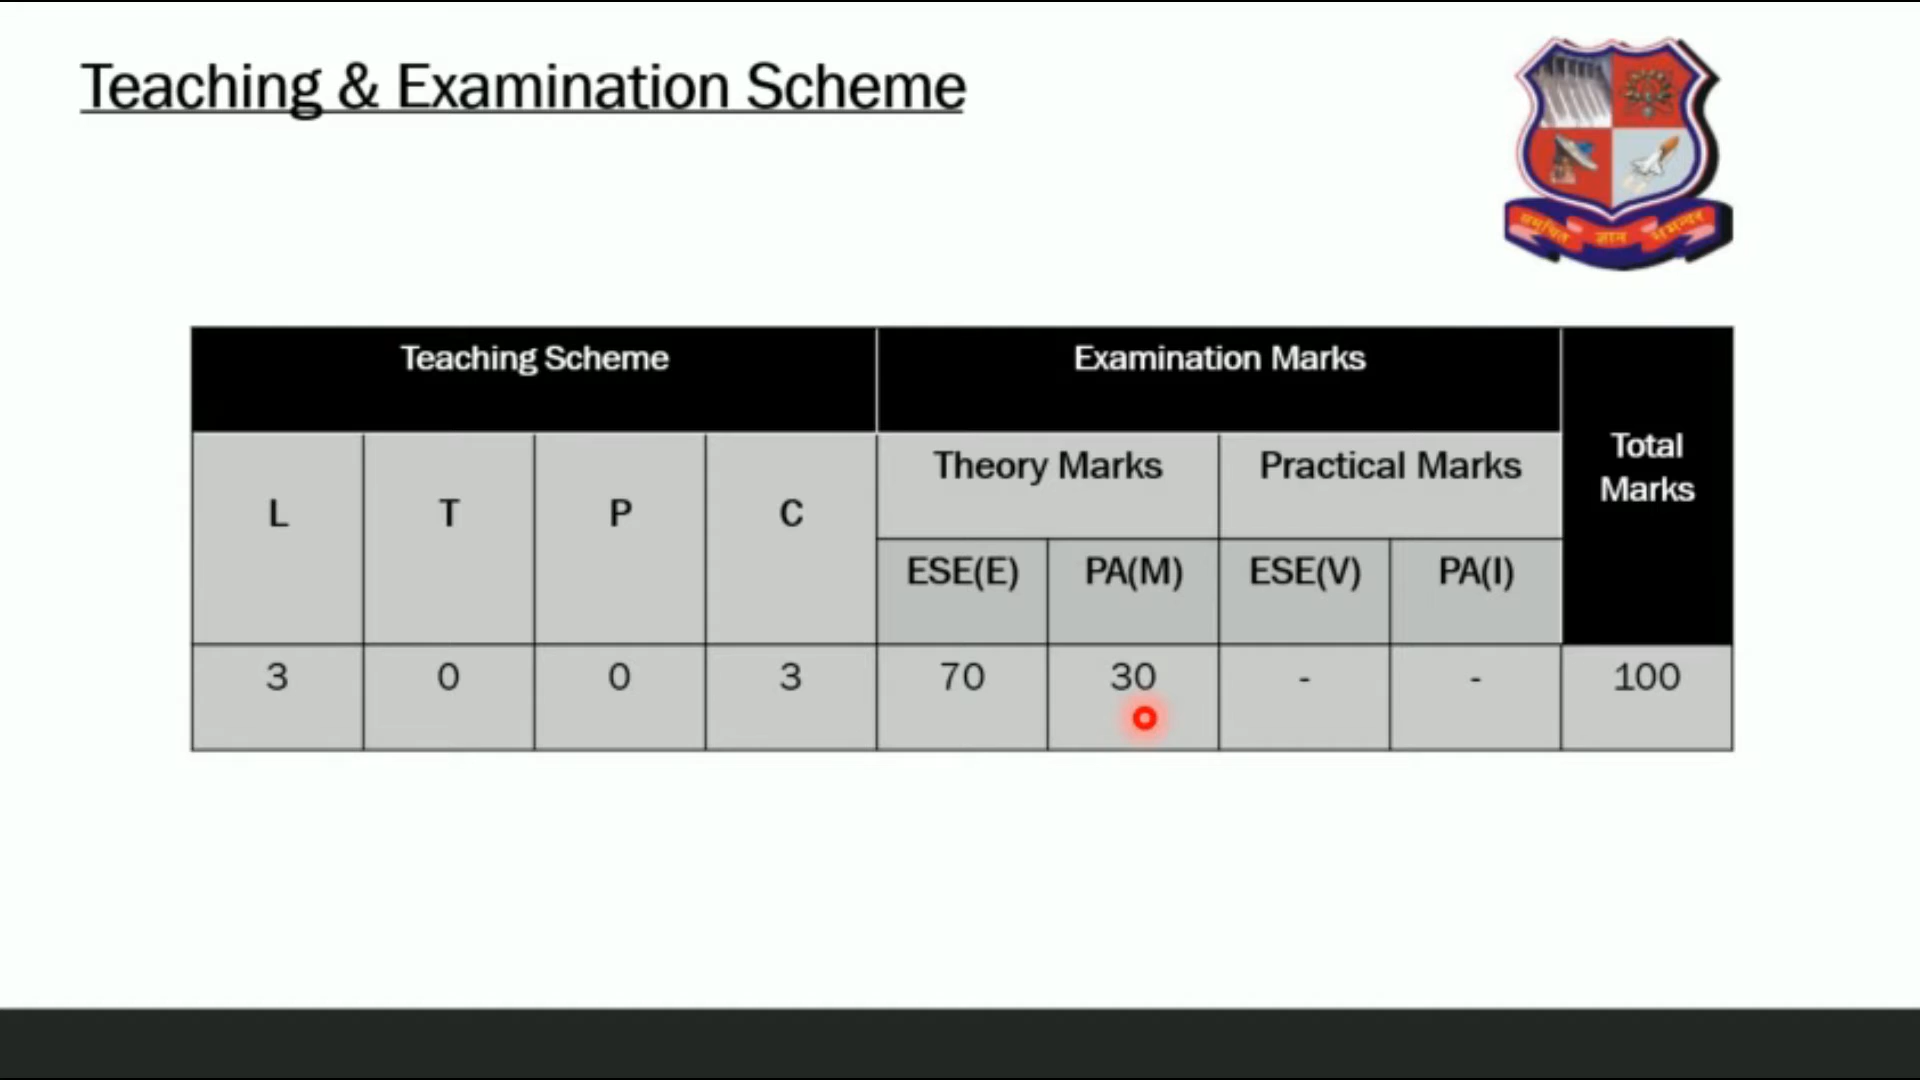 Teaching & Examination Scheme
समुचित ज्ञान
Teaching Scheme Examination Marks Total Marks
L T P C Theory Marks Practical Marks
ESE(E) PA(M) ESE(V) PA(I)
3 0 0 3 70 30 - - 100